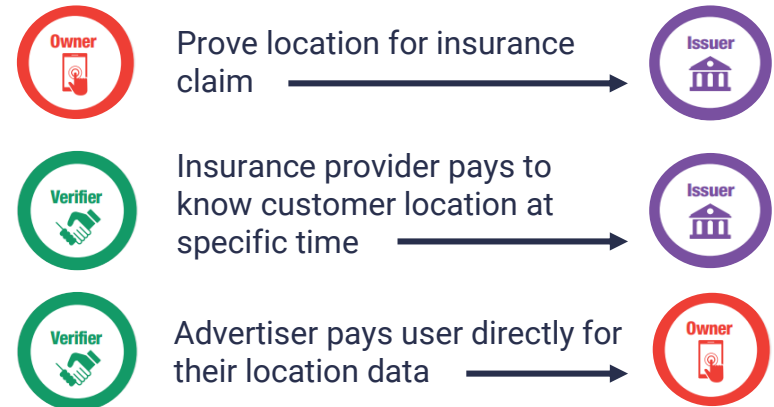 Owner
Prove location for insurance
claim
Issuer
Verifier
Insurance provider pays to
know customer location at
specific time
Issuer
Verifier
Advertiser pays user directly for
their location data
Owner